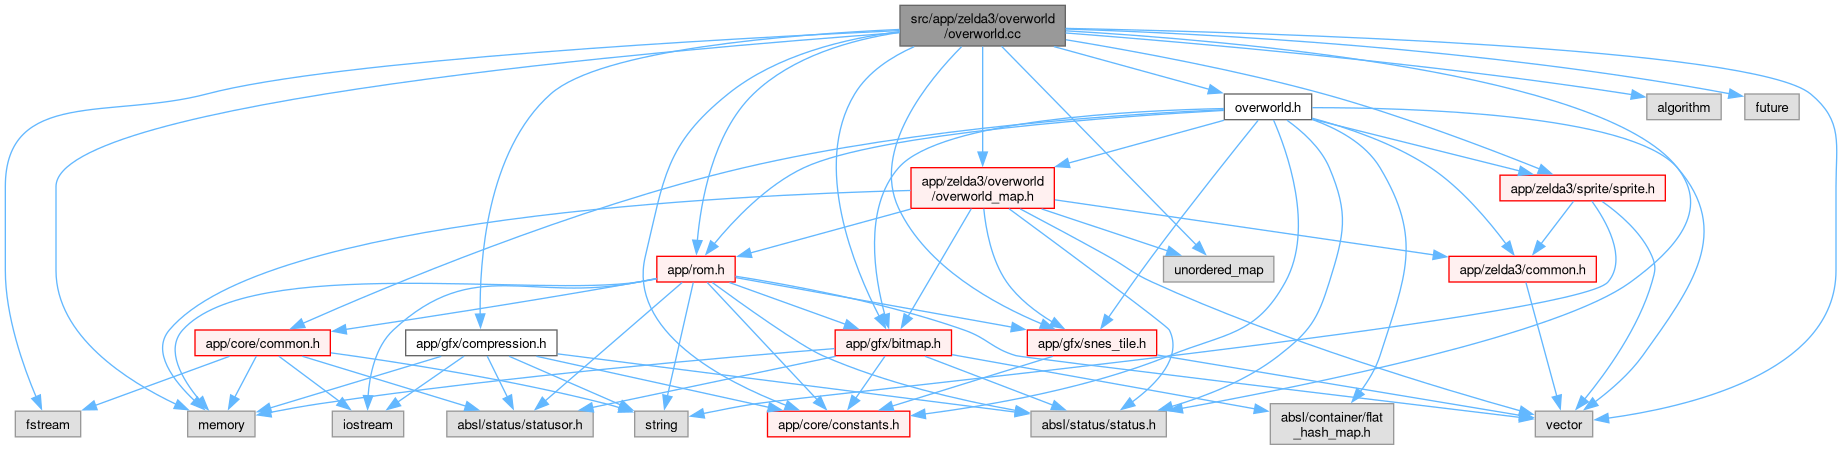 src/app/zelda3/overworld
/overworld.cc
overworld.h
algorithm
future
app/zelda3/overworld
/overworld_map.h
app/zelda3/sprite/sprite.h
app/rom.h
unordered_map
app/zelda3/common.h
app/core/common.h
app/gfx/compression.h
app/gfx/bitmap.h
app/gfx/snes_tile.h
fstream
memory
iostream
absl/status/statusor.h
string
app/core/constants.h
absl/status/status.h
absl/container/flat
_hash_map.h
vector